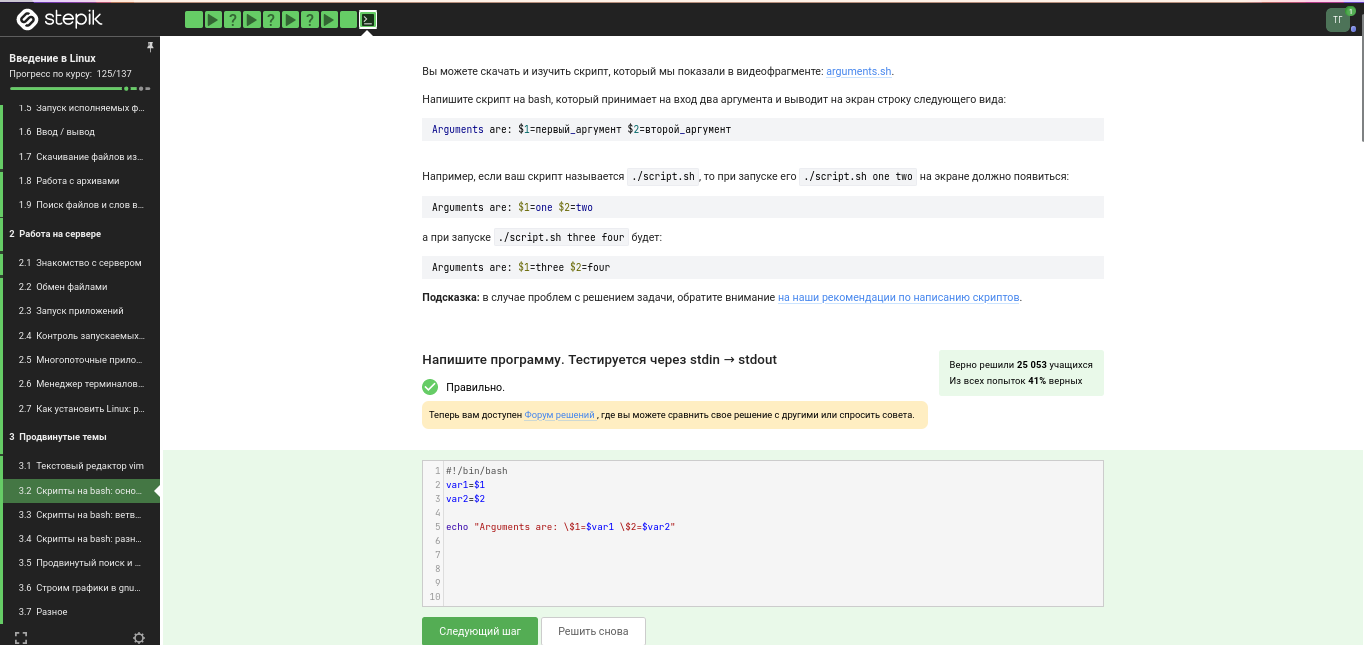 stepik
? ? ?
ТГ 1
Введение в Linux
Прогресс по курсу: 125/137
1.5 Запуск исполняемых ф...
1.6 Ввод / вывод
1.7 Скачивание файлов из...
1.8 Работа с архивами
1.9 Поиск файлов и слов в...
2 Работа на сервере
2.1 Знакомство с сервером
2.2 Обмен файлами
2.3 Запуск приложений
2.4 Контроль запускаемых...
2.5 Многопоточные прило...
2.6 Менеджер терминалов...
2.7 Как установить Linux: р...
3 Продвинутые темы
3.1 Текстовый редактор vim
3.2 Скрипты на bash: осно...
3.3 Скрипты на bash: ветв...
3.4 Скрипты на bash: разн...
3.5 Продвинутый поиск и ...
3.6 Строим графики в gnu...
3.7 Разное
Вы можете скачать и изучить скрипт, который мы показали в видеофрагменте: arguments.sh.
Напишите скрипт на bash, который принимает на вход два аргумента и выводит на экран строку следующего вида:
Arguments are: $1=первый_аргумент $2=второй_аргумент
Например, если ваш скрипт называется ./script.sh, то при запуске его ./script.sh one two на экране должно появиться:
Arguments are: $1=one $2=two
а при запуске ./script.sh three four будет:
Arguments are: $1=three $2=four
Подсказка: в случае проблем с решением задачи, обратите внимание на наши рекомендации по написанию скриптов.
Напишите программу. Тестируется через stdin → stdout
Верно решили 25 053 учащихся
Из всех попыток 41% верных
Правильно.
Теперь вам доступен Форум решений , где вы можете сравнить свое решение с другими или спросить совета.
1 #!/bin/bash
2 var1=$1
3 var2=$2
4
5 echo "Arguments are: \$1=$var1 \$2=$var2"
6
7
8
9
10
Следующий шаг
Решить снова